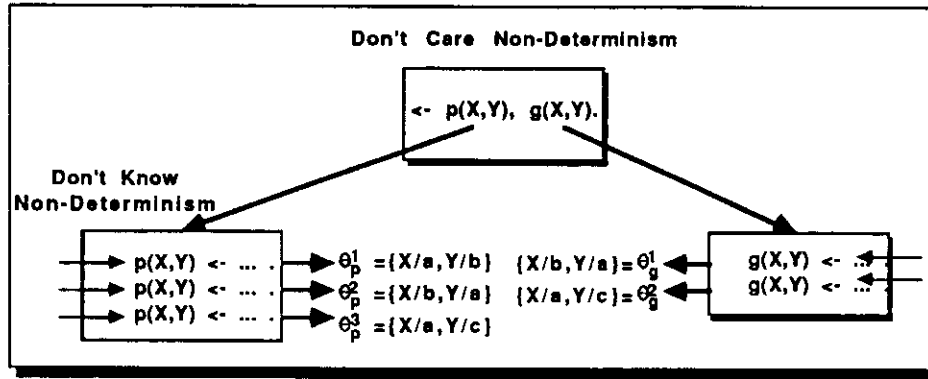 Don't Care Non-Determinism
<- p(X,Y), g(X,Y).
Don't Know
Non-Determinism
p(X,Y) <- ... .
p(X,Y) <- ... .
p(X,Y) <- ... .
θ¹ₚ ={X/a,Y/b}
θ²ₚ ={X/b,Y/a}
θ³ₚ ={X/a,Y/c}
{X/b,Y/a}=θ¹g
{X/a,Y/c}=θ²g
g(X,Y) <- ... .
g(X,Y) <- ... .